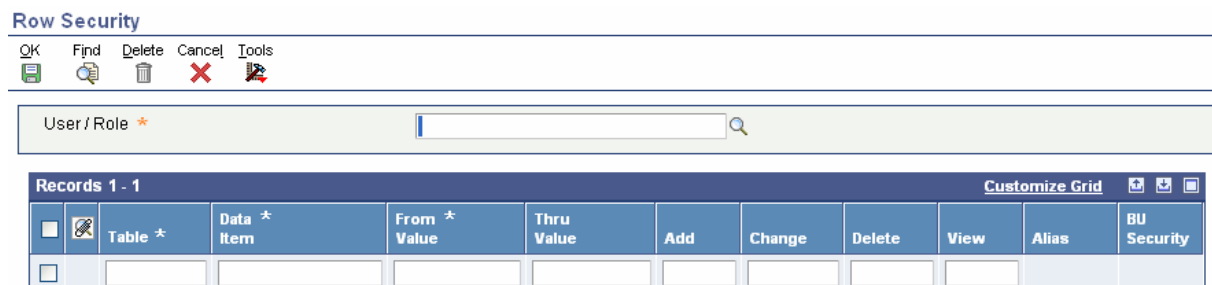 Row Security
OK Find Delete Cancel Tools
User / Role *
Records 1 - 1 Customize Grid
Table * Data * Item From * Value Thru Value Add Change Delete View Alias BU Security